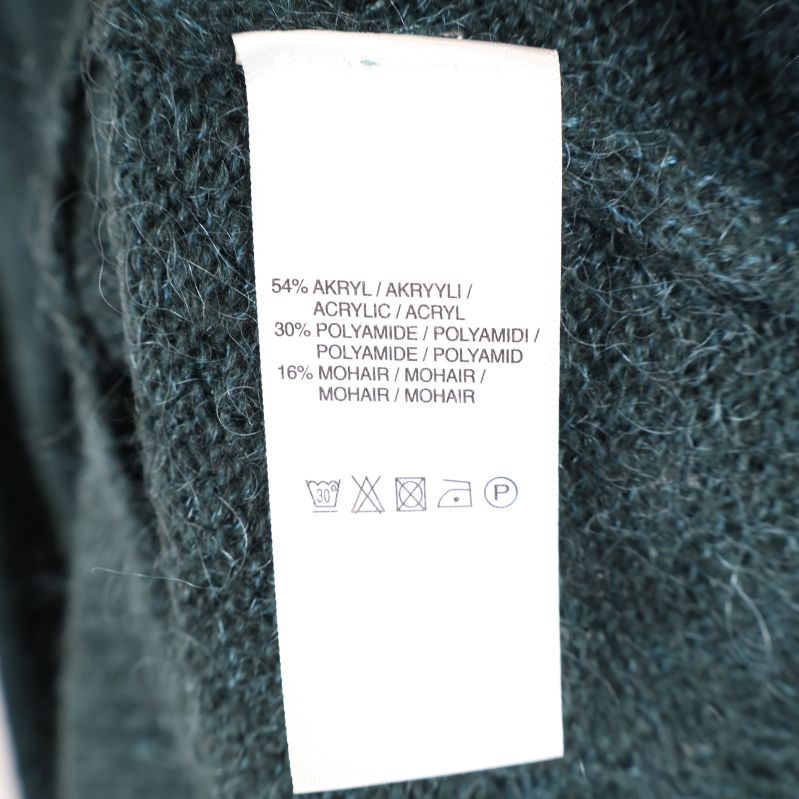 54% AKRYL / AKRYYLI /
ACRYLIC / ACRYL
30% POLYAMIDE / POLYAMIDI /
POLYAMIDE / POLYAMID
16% MOHAIR / MOHAIR /
MOHAIR / MOHAIR
30° P